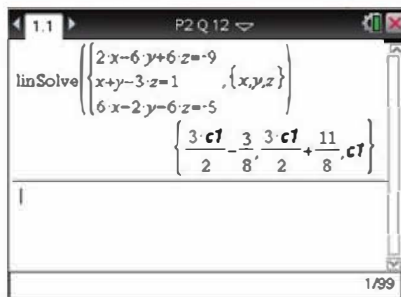 1.1 P2 Q 12
2·x−6·y+6·z=-9
linSolve({x+y−3·z=1 ,{x,y,z})
6·x−2·y−6·z=-5
{3·c1/2 − 3/8, 3·c1/2 + 11/8, c1}
1/99